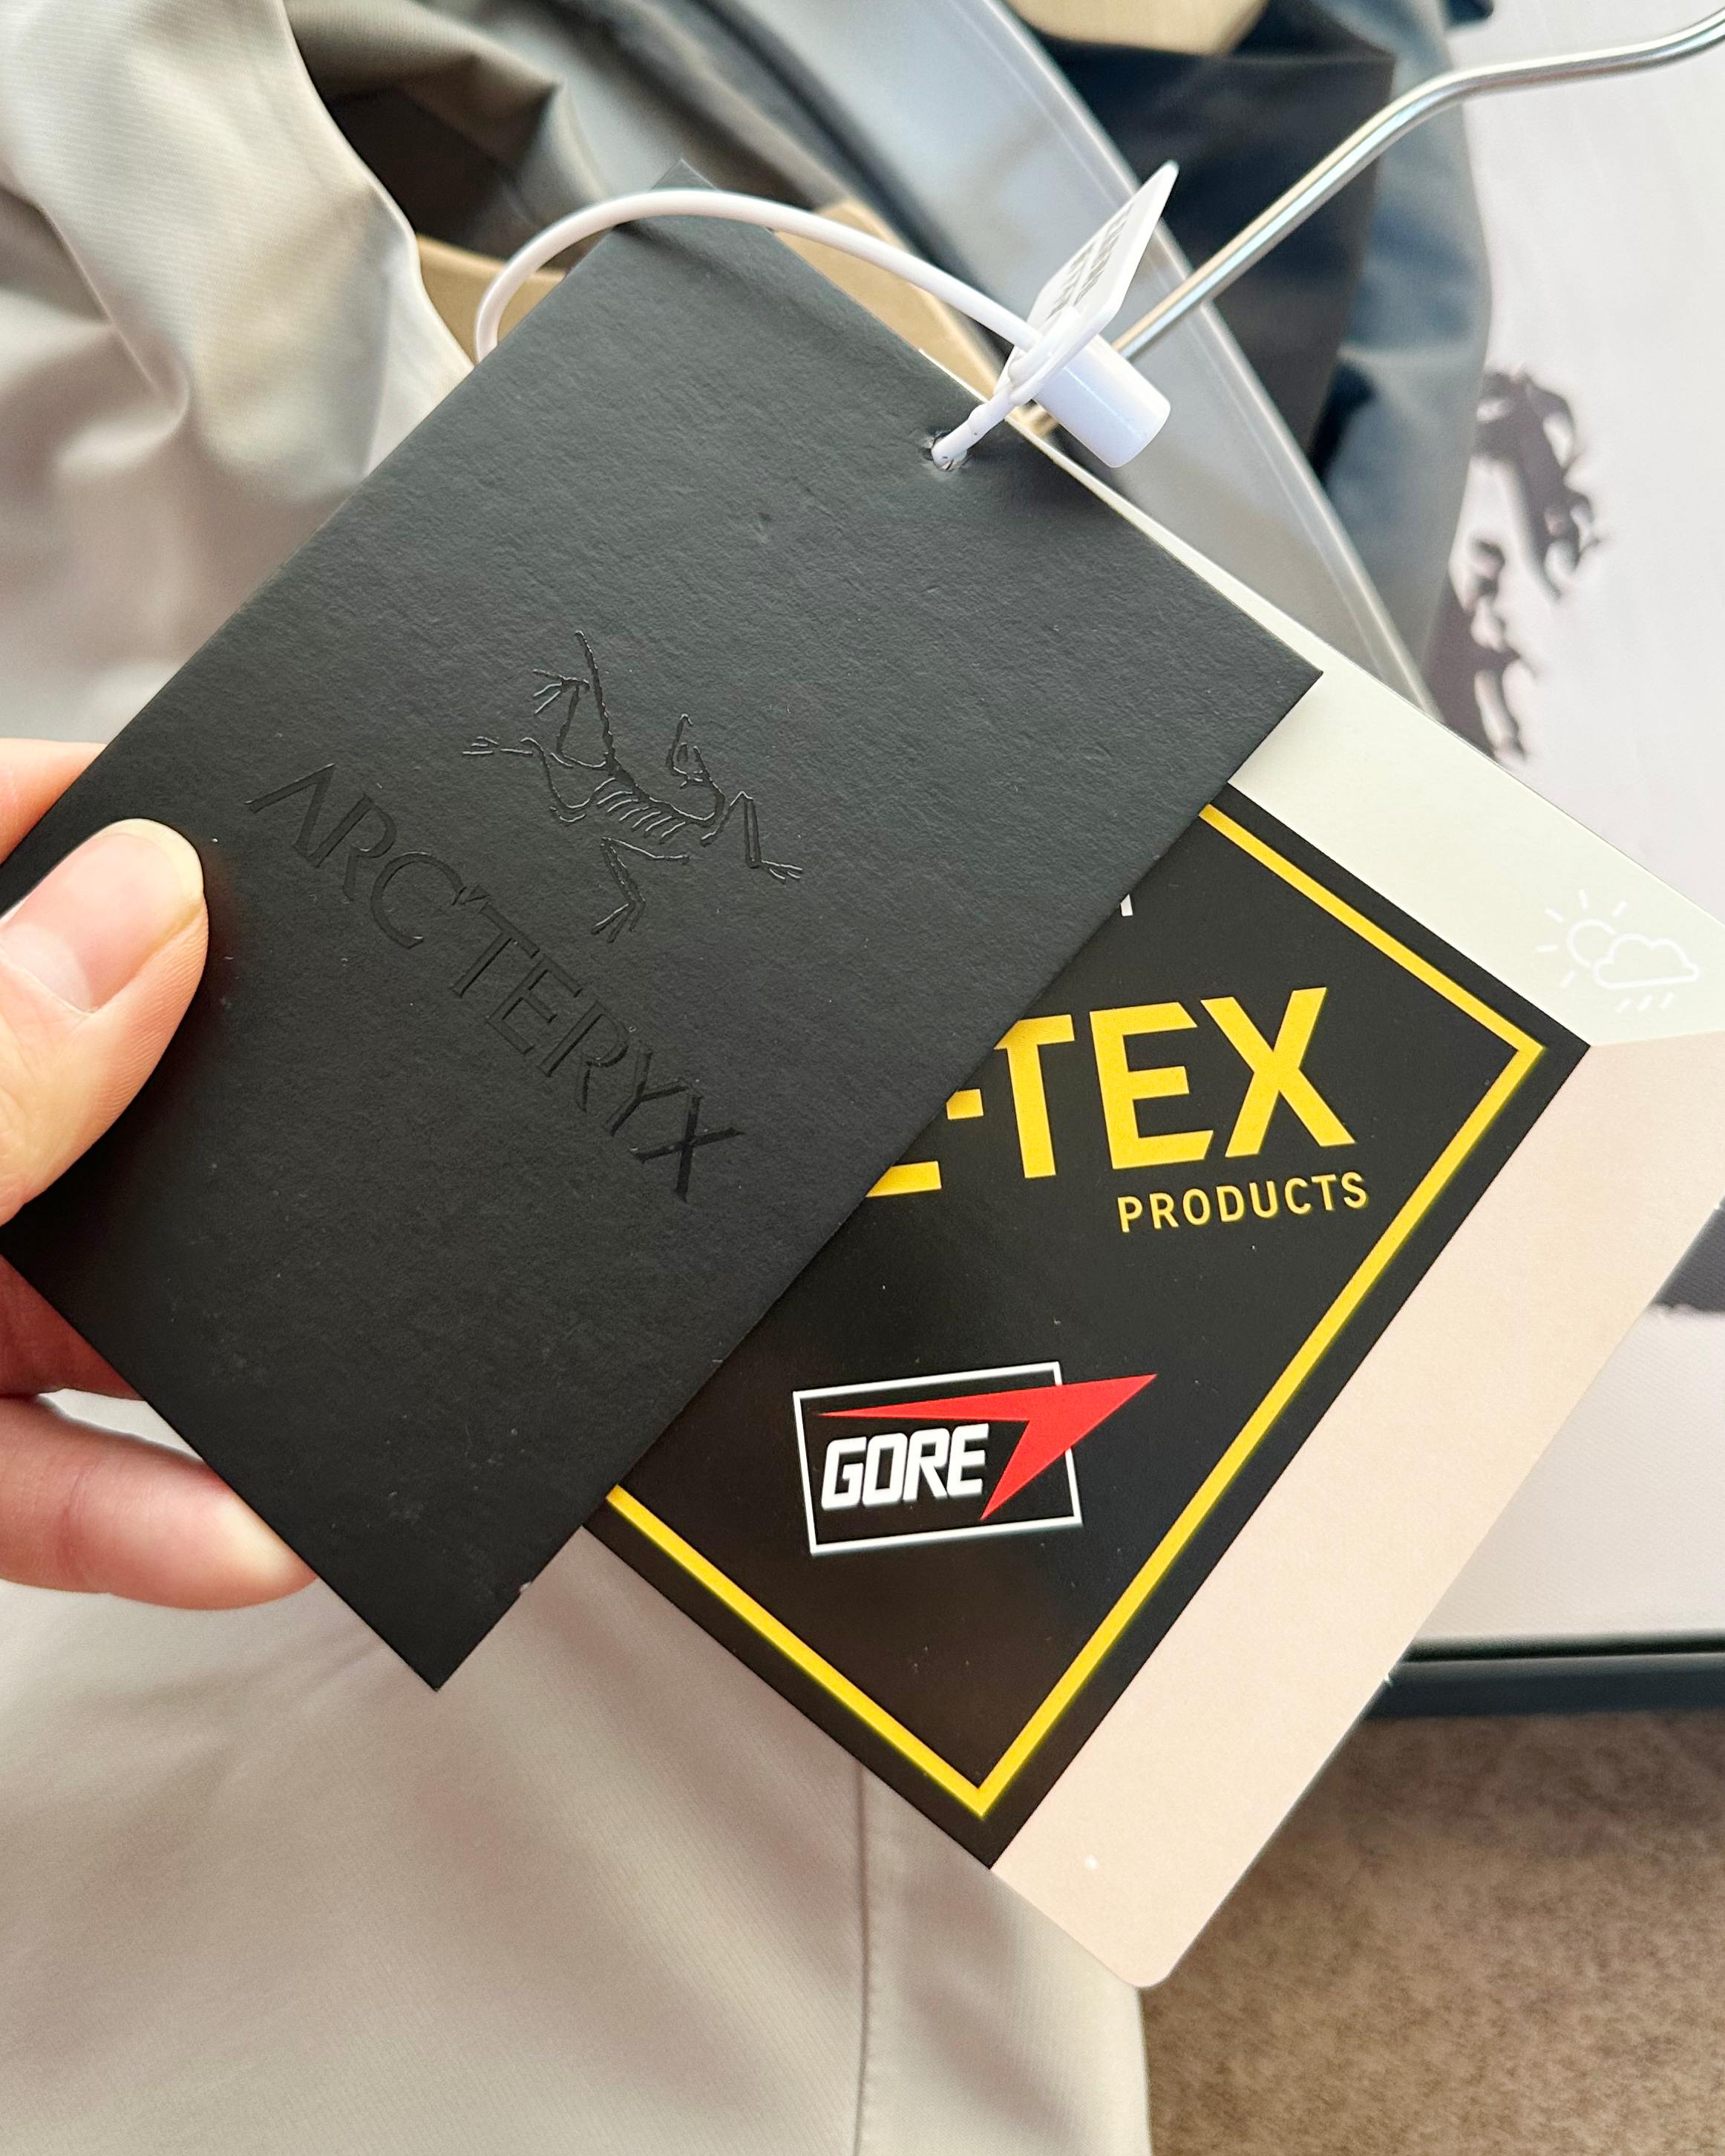 ARC'TERYX
-TEX
PRODUCTS
GORE